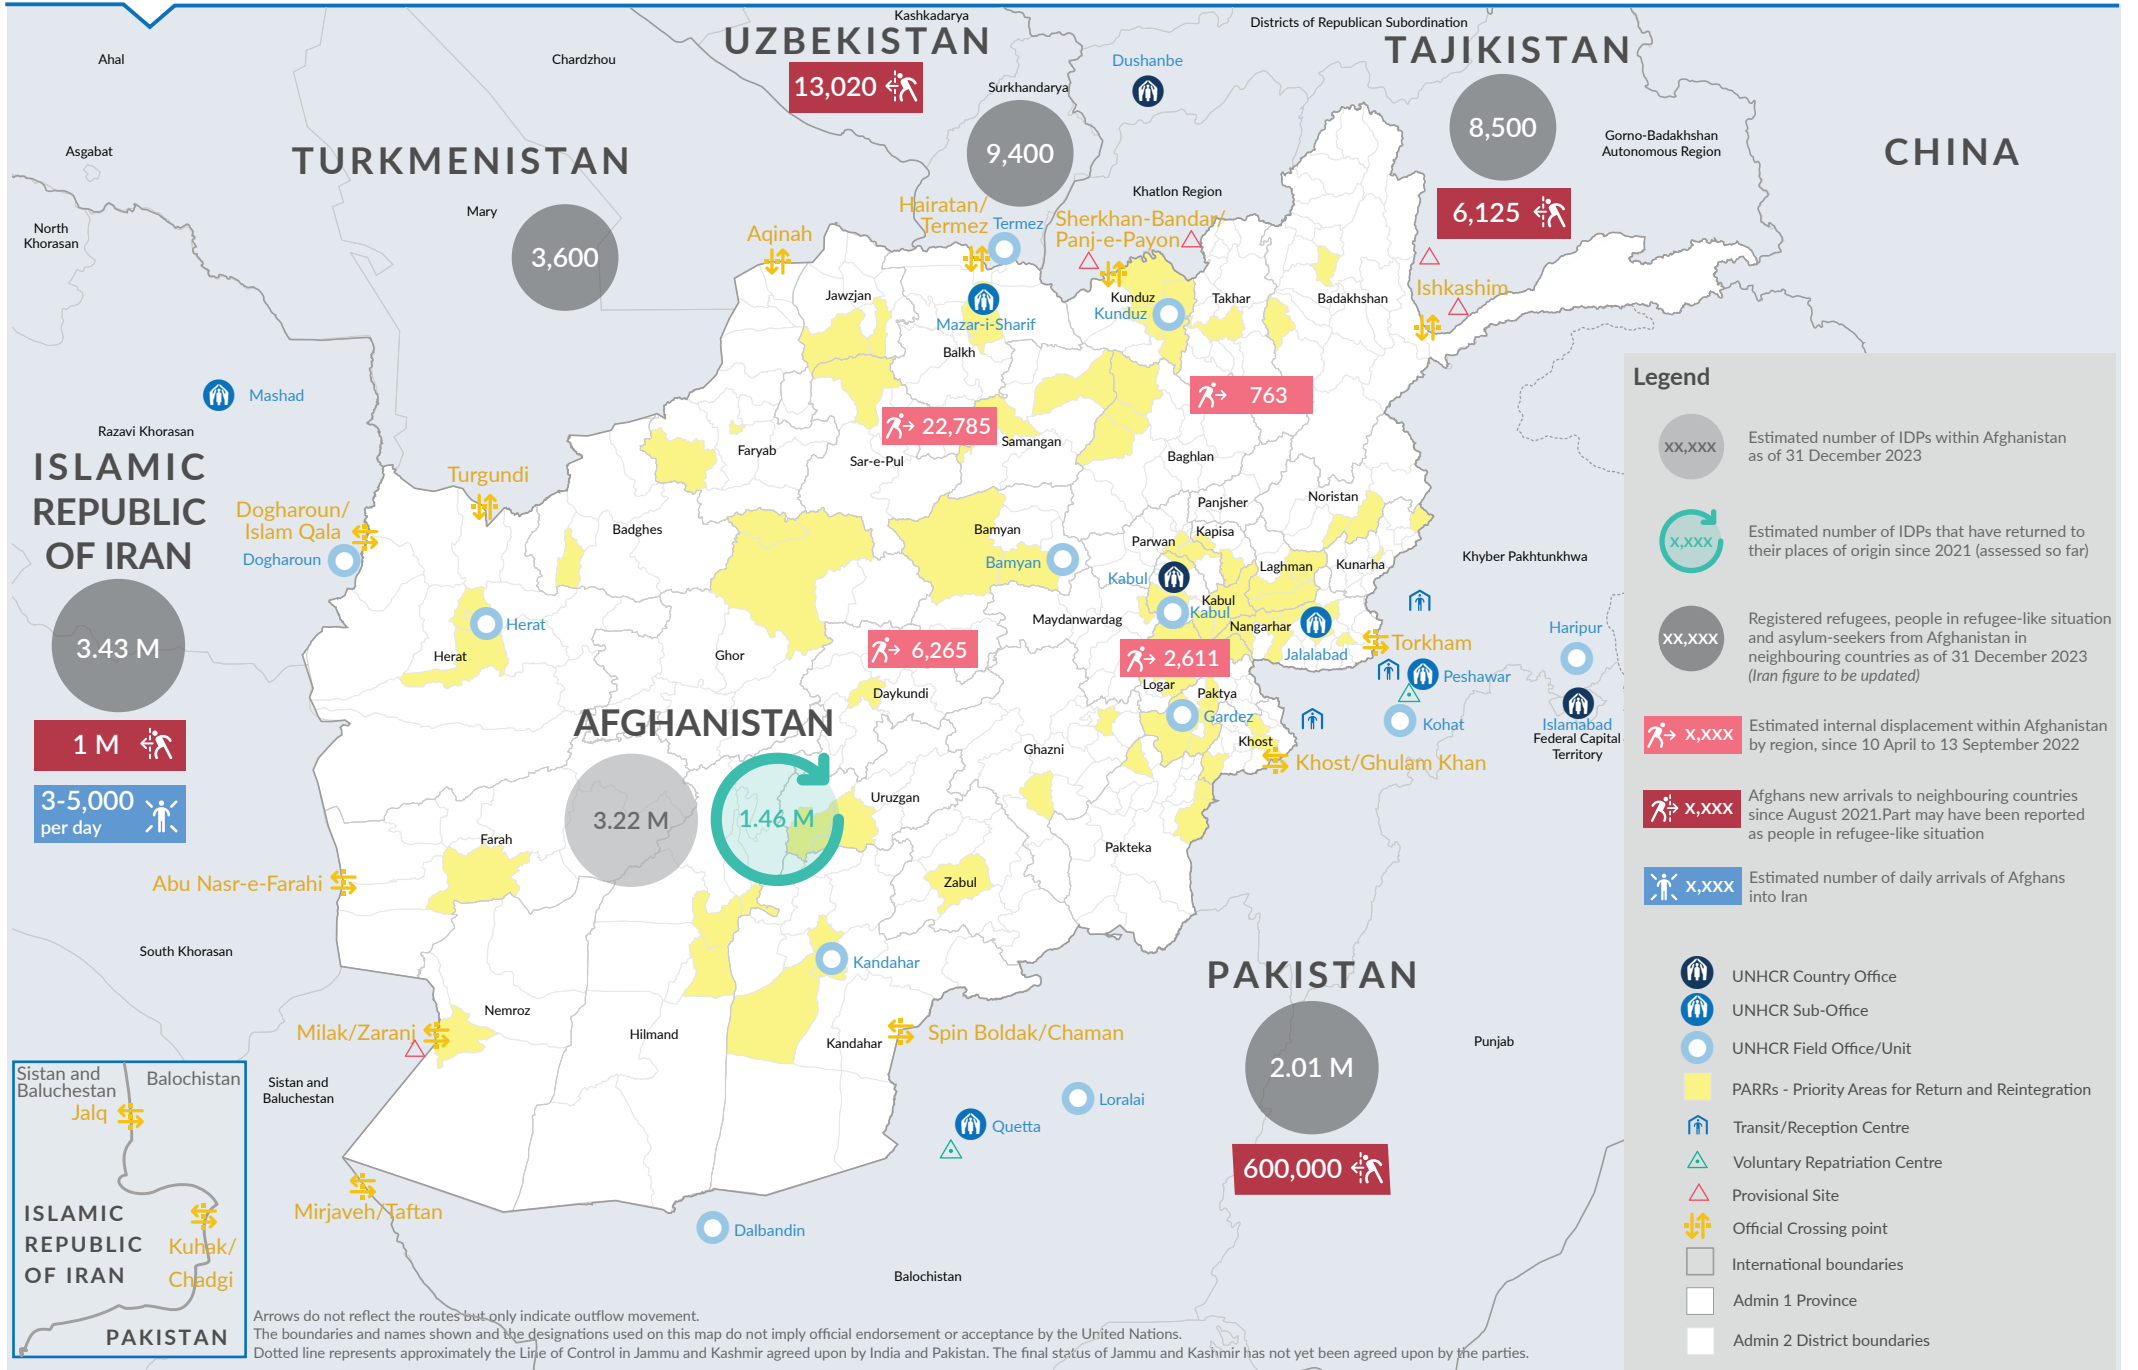 Kashkadarya
Districts of Republican Subordination
UZBEKISTAN
TAJIKISTAN
Ahal
Chardzhou
Dushanbe
13,020
Surkhandarya
8,500
Gorno-Badakhshan
Autonomous Region
CHINA
Asgabat
TURKMENISTAN
9,400
Khatlon Region
6,125
Mary
North
Khorasan
3,600
Hairatan/
Termez
Termez
Sherkhan-Bandar/
Panj-e-Payon
Aqinah
Ishkashim
Jawzjan
Kunduz
Kunduz
Takhar
Badakhshan
Mazar-i-Sharif
Balkh
Mashad
763
Razavi Khorasan
22,785
Samangan
Faryab
Sar-e-Pul
Baghlan
ISLAMIC
REPUBLIC
OF IRAN
Turgundi
Dogharoun/
Islam Qala
Dogharoun
Badghes
Bamyan
Bamyan
Panjsher
Noristan
Kapisa
Parwan
Laghman
Kunarha
Khyber Pakhtunkhwa
Kabul
Kabul
Kabul
Maydanwardag
Nangarhar
Jalalabad
Torkham
Haripur
3.43 M
Herat
Herat
Ghor
6,265
2,611
Peshawar
Daykundi
Logar
Paktya
Gardez
Kohat
Islamabad
Federal Capital
Territory
1 M
AFGHANISTAN
Ghazni
Khost
Khost/Ghulam Khan
3-5,000
per day
3.22 M
1.46 M
Uruzgan
Farah
Pakteka
Abu Nasr-e-Farahi
Zabul
South Khorasan
Kandahar
PAKISTAN
Nemroz
Milak/Zaranj
Hilmand
Kandahar
Spin Boldak/Chaman
2.01 M
Punjab
Sistan and
Baluchestan
Loralai
Quetta
600,000
Mirjaveh/Taftan
Dalbandin
Balochistan
Sistan and
Baluchestan
Balochistan
Jalq
ISLAMIC
REPUBLIC
OF IRAN
Kuhak/
Chadgi
PAKISTAN
Legend
xx,xxx
Estimated number of IDPs within Afghanistan
as of 31 December 2023
x,xxx
Estimated number of IDPs that have returned to
their places of origin since 2021 (assessed so far)
xx,xxx
Registered refugees, people in refugee-like situation
and asylum-seekers from Afghanistan in
neighbouring countries as of 31 December 2023
(Iran figure to be updated)
x,xxx
Estimated internal displacement within Afghanistan
by region, since 10 April to 13 September 2022
x,xxx
Afghans new arrivals to neighbouring countries
since August 2021.Part may have been reported
as people in refugee-like situation
x,xxx
Estimated number of daily arrivals of Afghans
into Iran
UNHCR Country Office
UNHCR Sub-Office
UNHCR Field Office/Unit
PARRs - Priority Areas for Return and Reintegration
Transit/Reception Centre
Voluntary Repatriation Centre
Provisional Site
Official Crossing point
International boundaries
Admin 1 Province
Admin 2 District boundaries
Arrows do not reflect the routes but only indicate outflow movement.
The boundaries and names shown and the designations used on this map do not imply official endorsement or acceptance by the United Nations.
Dotted line represents approximately the Line of Control in Jammu and Kashmir agreed upon by India and Pakistan. The final status of Jammu and Kashmir has not yet been agreed upon by the parties.